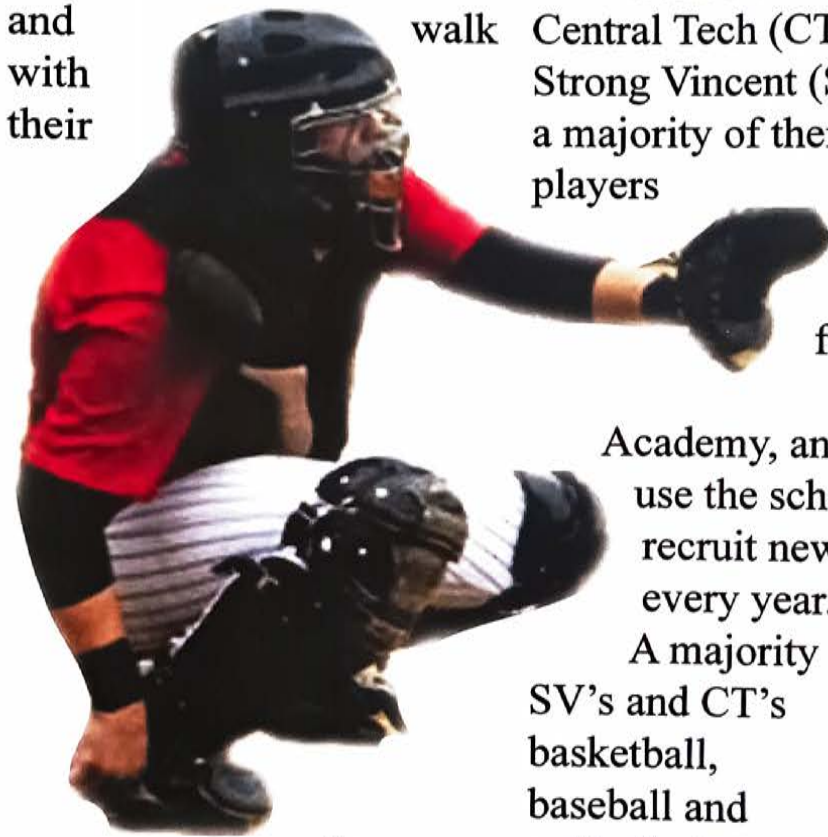 and
with
their
walk
Central Tech (CT
Strong Vincent (S
a majority of thei
players
f
Academy, an
use the sch
recruit new
every year.
A majority
SV's and CT's
basketball,
baseball and